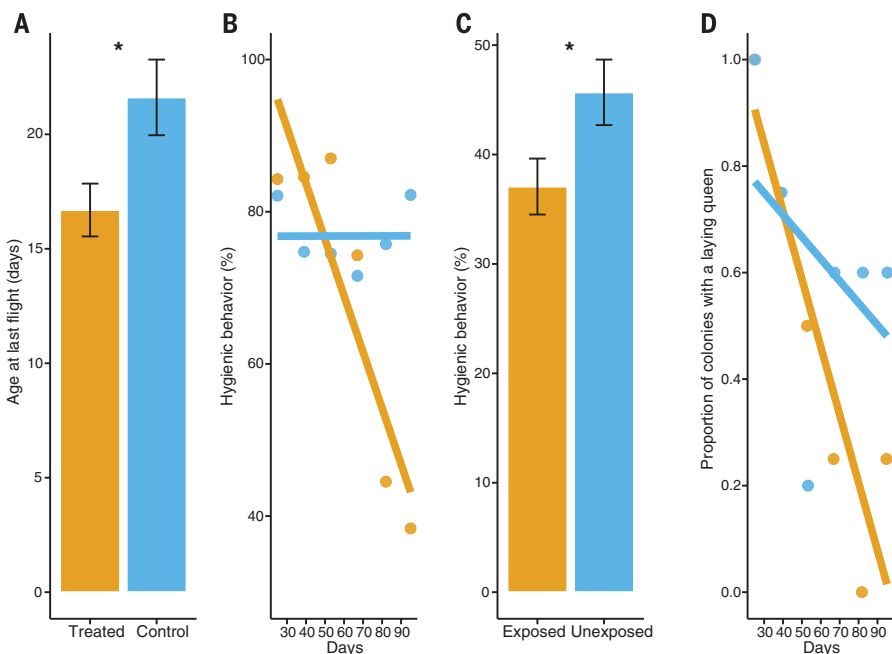 A
Age at last flight (days)
20
15
10
5
0
*
Treated Control
B
Hygienic behavior (%)
100
80
60
40
30 40 50 60 70 80 90
Days
C
Hygienic behavior (%)
50
40
30
20
10
0
*
Exposed Unexposed
D
Proportion of colonies with a laying queen
1.0
0.8
0.6
0.4
0.2
0.0
30 40 50 60 70 80 90
Days